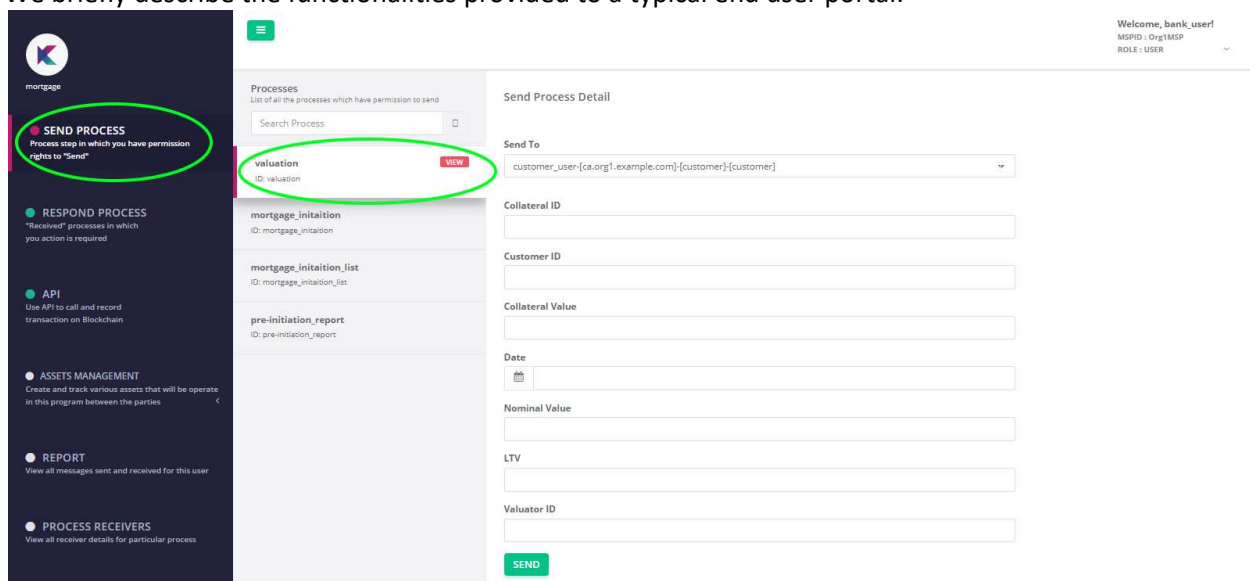 We briefly describe the functionalities provided to a typical end user portal.
Welcome, bank_user!
MSPID : Org1MSP
ROLE : USER
mortgage
SEND PROCESS
Process step in which you have permission
rights to "Send"
RESPOND PROCESS
"Received" processes in which
you action is required
API
Use API to call and record
transaction on Blockchain
ASSETS MANAGEMENT
Create and track various assets that will be operate
in this program between the parties
REPORT
View all messages sent and received for this user
PROCESS RECEIVERS
View all receiver details for particular process
Processes
List of all the processes which have permission to send
Search Process
valuation
VIEW
ID: valuation
mortgage_initaition
ID: mortgage_initaition
mortgage_initaition_list
ID: mortgage_initaition_list
pre-initiation_report
ID: pre-initiation_report
Send Process Detail
Send To
customer_user-[ca.org1.example.com]-[customer]-[customer]
Collateral ID
Customer ID
Collateral Value
Date
Nominal Value
LTV
Valuator ID
SEND